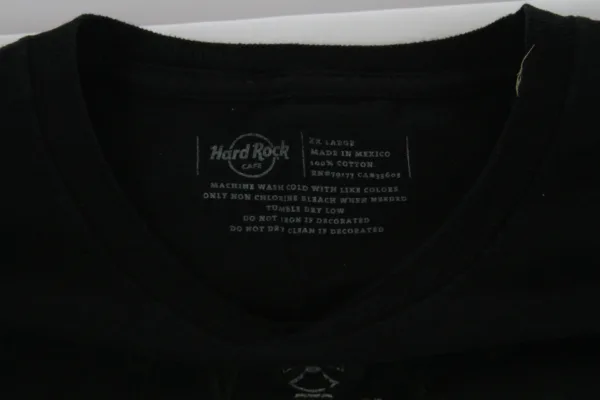 Hard Rock
CAFE
XX LARGE
MADE IN MEXICO
100% COTTON
MACHINE WASH COLD WITH LIKE COLORS
ONLY NON CHLORINE BLEACH WHEN NEEDED
TUMBLE DRY LOW
DO NOT IRON IF DECORATED
DO NOT DRY CLEAN IF DECORATED